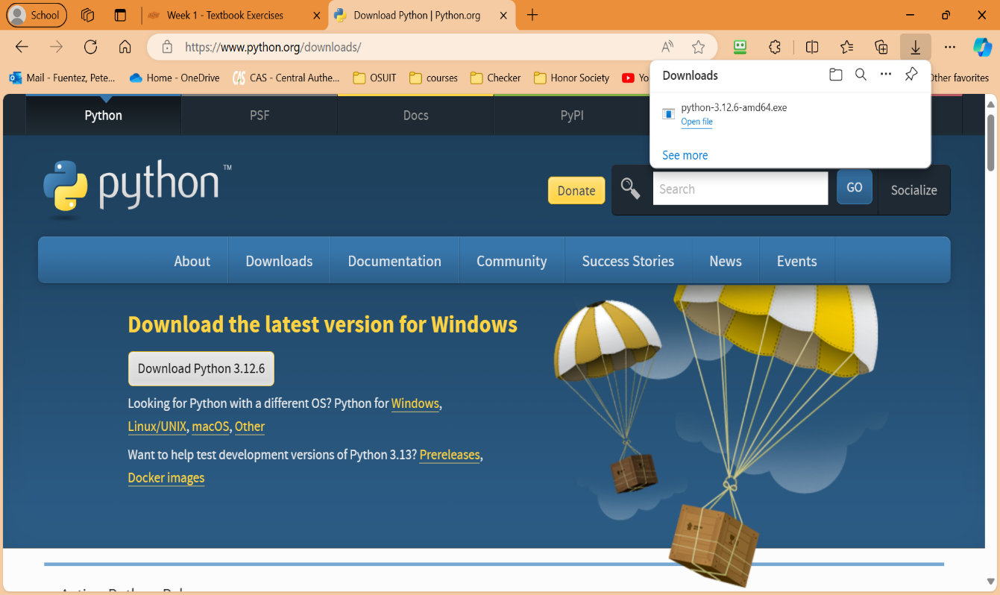 School
Week 1 - Textbook Exercises
Download Python | Python.org
https://www.python.org/downloads/
Mail - Fuentez, Pete...
Home - OneDrive
CAS - Central Authe...
OSUIT
courses
Checker
Honor Society
Yo
Other favorites
Downloads
python-3.12.6-amd64.exe
Open file
See more
Python
PSF
Docs
PyPI
python™
Donate
Search
GO
Socialize
About
Downloads
Documentation
Community
Success Stories
News
Events
Download the latest version for Windows
Download Python 3.12.6
Looking for Python with a different OS? Python for Windows,
Linux/UNIX, macOS, Other
Want to help test development versions of Python 3.13? Prereleases,
Docker images